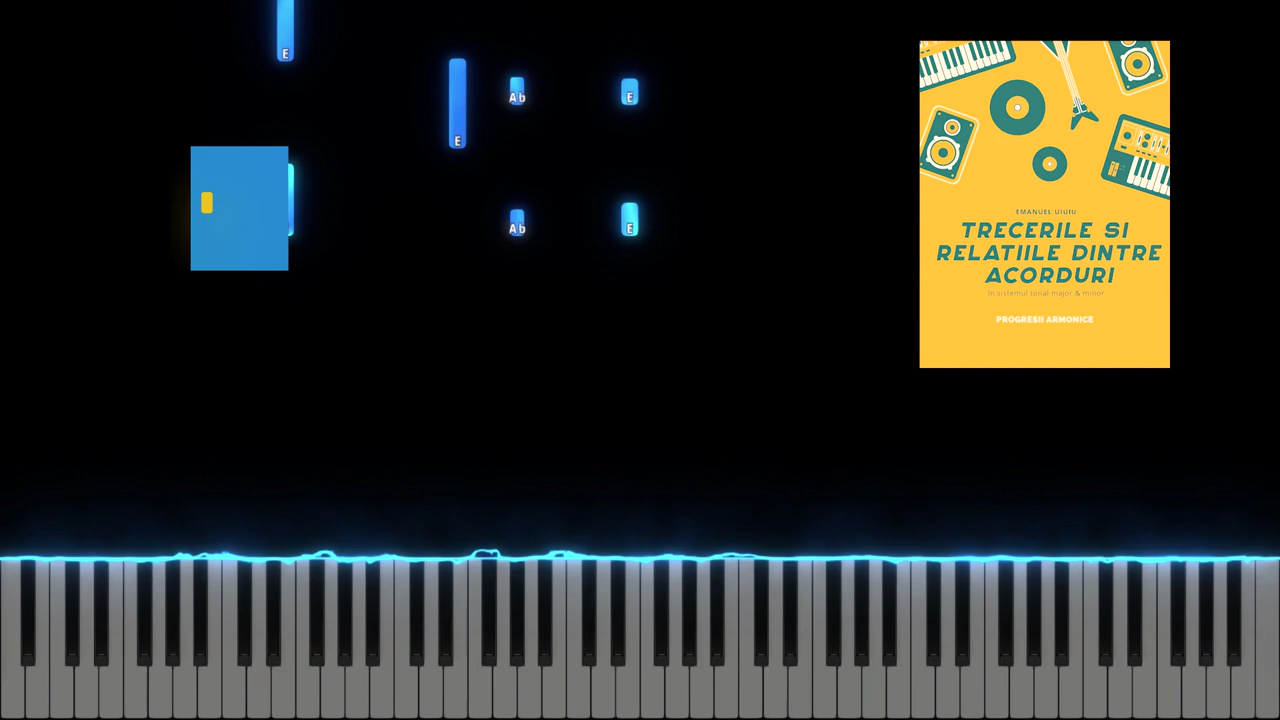 E
E
Ab
E
Ab
E
EMANUEL UIUIU
TRECERILE SI
RELATIILE DINTRE
ACORDURI
In sistemul tonal major & minor
PROGRESII ARMONICE